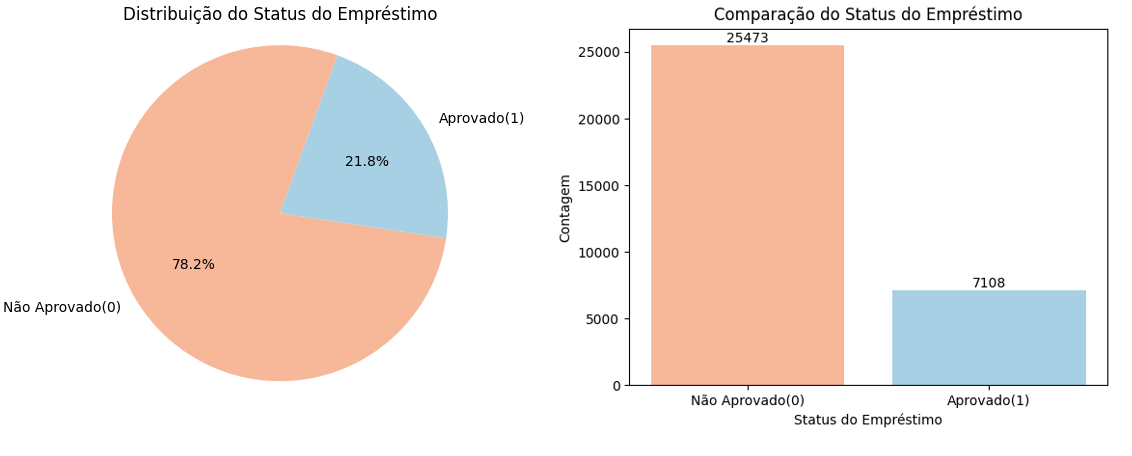 Distribuição do Status do Empréstimo
Aprovado(1)
21.8%
78.2%
Não Aprovado(0)
Comparação do Status do Empréstimo
25473
25000
20000
15000
10000
7108
5000
0
Contagem
Não Aprovado(0)
Aprovado(1)
Status do Empréstimo